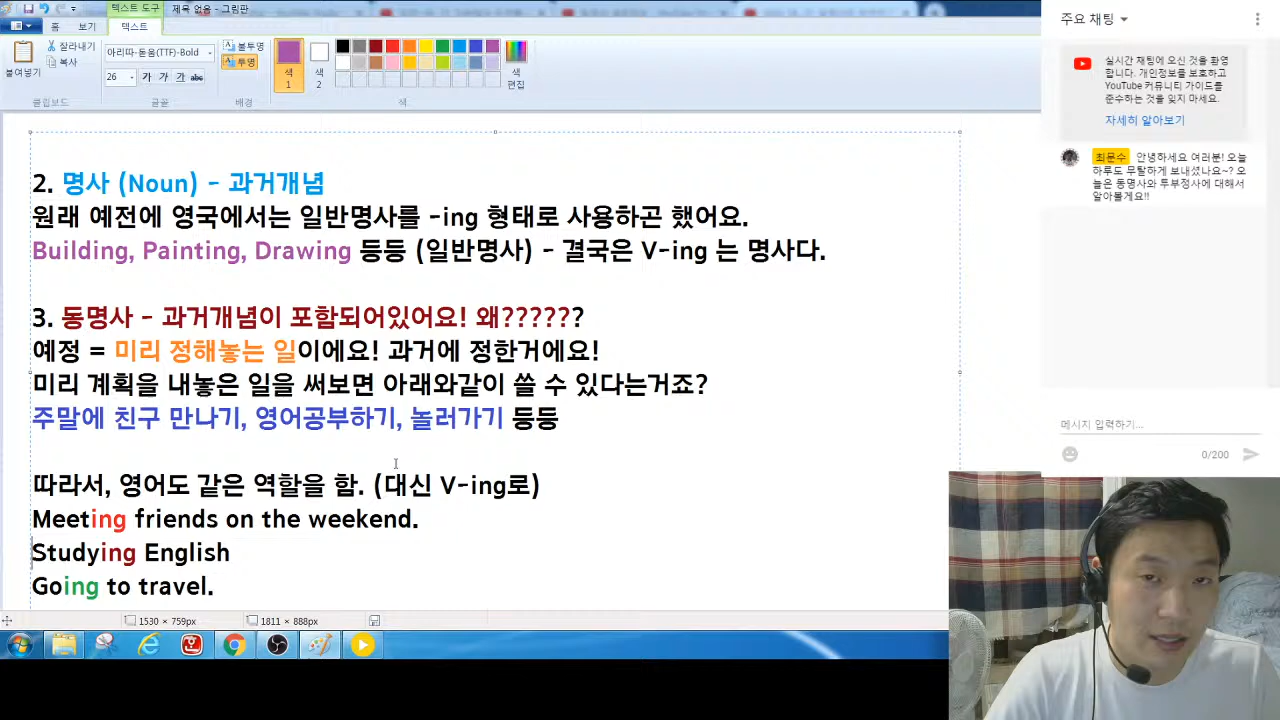 텍스트 도구
제목 없음 - 그림판
홈 보기 텍스트
붙여넣기
잘라내기
복사
아리따-돋움(TTF)-Bold
26 가 가 가 abc
불투명
투명
색 1
색 2
색 편집
클립보드 글꼴 배경 색
2. 명사 (Noun) - 과거개념
원래 예전에 영국에서는 일반명사를 -ing 형태로 사용하곤 했어요.
Building, Painting, Drawing 등등 (일반명사) - 결국은 V-ing 는 명사다.
3. 동명사 - 과거개념이 포함되어있어요! 왜??????
예정 = 미리 정해놓는 일이에요! 과거에 정한거에요!
미리 계획을 내놓은 일을 써보면 아래와같이 쓸 수 있다는거죠?
주말에 친구 만나기, 영어공부하기, 놀러가기 등등
따라서, 영어도 같은 역할을 함. (대신 V-ing로)
Meeting friends on the weekend.
Studying English
Going to travel.
1530 × 759px
1811 × 888px
주요 채팅
실시간 채팅에 오신 것을 환영
합니다. 개인정보를 보호하고
YouTube 커뮤니티 가이드를
준수하는 것을 잊지 마세요.
자세히 알아보기
최문수 안녕하세요 여러분! 오늘
하루도 무탈하게 보내셨나요~? 오
늘은 동명사와 투부정사에 대해서
알아볼게요!!
메시지 입력하기...
0/200